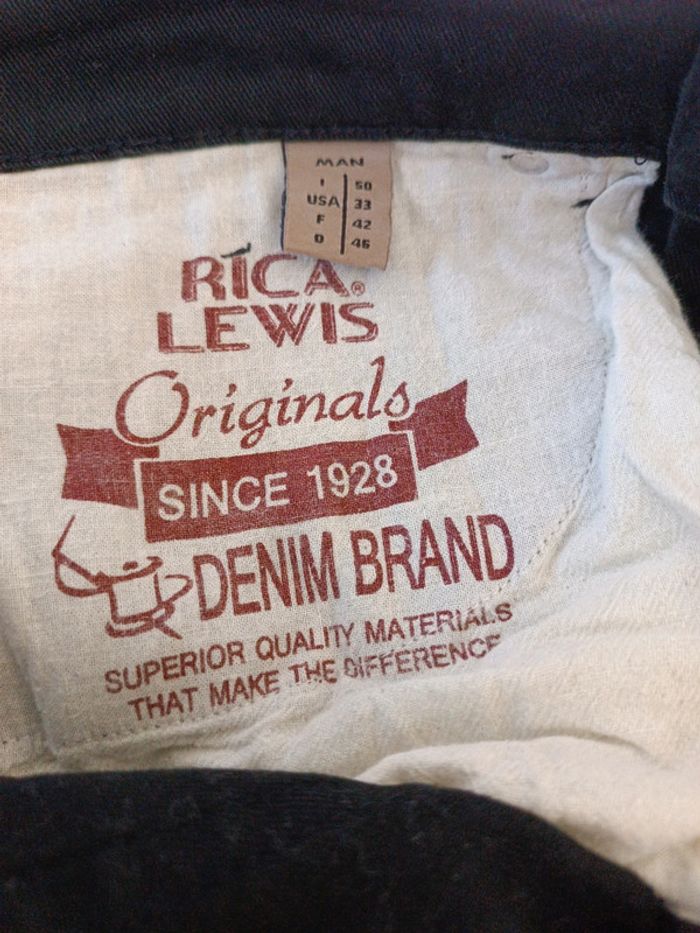 MAN
I 50
USA 33
F 42
D 46
RICA®
LEWIS
Originals
SINCE 1928
DENIM BRAND
SUPERIOR QUALITY MATERIALS
THAT MAKE THE DIFFERENCE